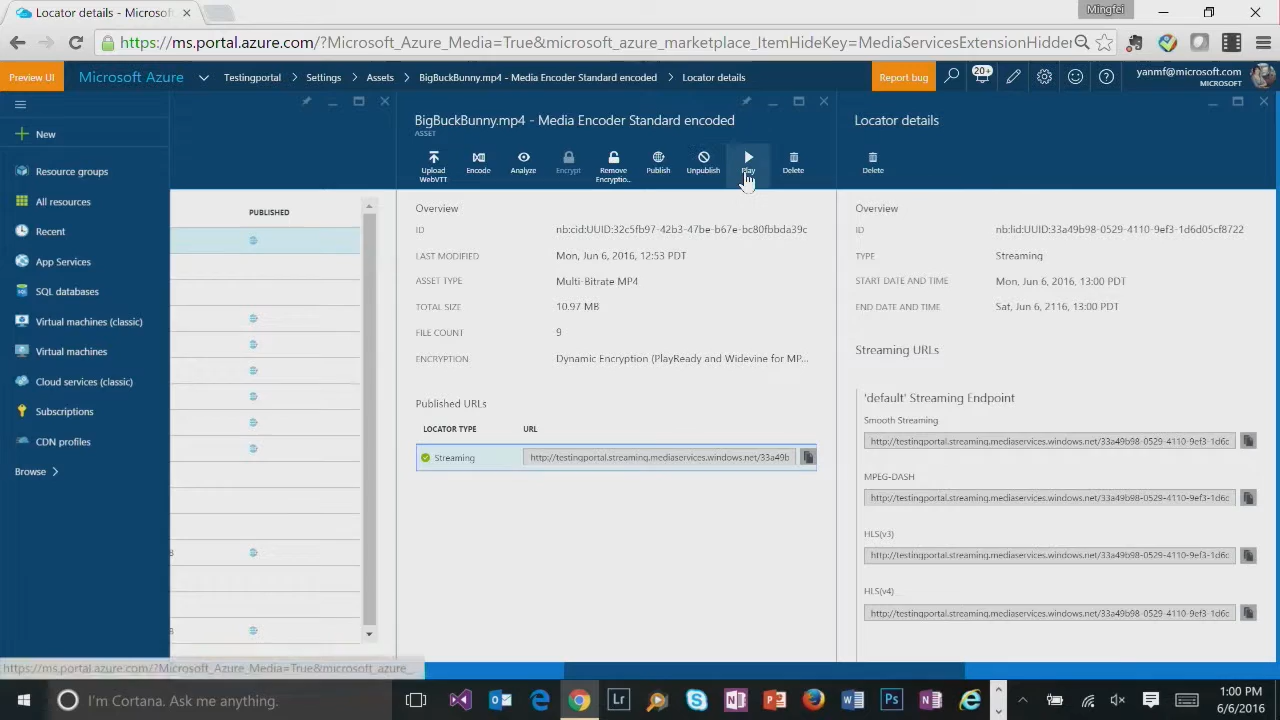 Locator details - Microso
Mingfei
https://ms.portal.azure.com/?Microsoft_Azure_Media=True&microsoft_azure_marketplace_ItemHideKey=MediaServicesExtensionHidden
Preview UI
Microsoft Azure
Testingportal
Settings
Assets
BigBuckBunny.mp4 - Media Encoder Standard encoded
Locator details
Report bug
20+
yanmf@microsoft.com
MICROSOFT
New
Resource groups
All resources
Recent
App Services
SQL databases
Virtual machines (classic)
Virtual machines
Cloud services (classic)
Subscriptions
CDN profiles
Browse
PUBLISHED
8
8
BigBuckBunny.mp4 - Media Encoder Standard encoded
ASSET
Upload WebVTT
Encode
Analyze
Encrypt
Remove Encryptio...
Publish
Unpublish
Play
Delete
Overview
ID nb:cid:UUID:32c5fb97-42b3-47be-b67e-bc80fbbda39c
LAST MODIFIED Mon, Jun 6, 2016, 12:53 PDT
ASSET TYPE Multi-Bitrate MP4
TOTAL SIZE 10.97 MB
FILE COUNT 9
ENCRYPTION Dynamic Encryption (PlayReady and Widevine for MP...
Published URLs
LOCATOR TYPE URL
Streaming http://testingportal.streaming.mediaservices.windows.net/33a49b
Locator details
Delete
Overview
ID nb:lid:UUID:33a49b98-0529-4110-9ef3-1d6d05cf8722
TYPE Streaming
START DATE AND TIME Mon, Jun 6, 2016, 13:00 PDT
END DATE AND TIME Sat, Jun 6, 2116, 13:00 PDT
Streaming URLs
'default' Streaming Endpoint
Smooth Streaming
http://testingportal.streaming.mediaservices.windows.net/33a49b98-0529-4110-9ef3-1d6c
MPEG-DASH
http://testingportal.streaming.mediaservices.windows.net/33a49b98-0529-4110-9ef3-1d6c
HLS(v3)
http://testingportal.streaming.mediaservices.windows.net/33a49b98-0529-4110-9ef3-1d6c
HLS(v4)
http://testingportal.streaming.mediaservices.windows.net/33a49b98-0529-4110-9ef3-1d6c
https://ms.portal.azure.com/?Microsoft_Azure_Media=True&microsoft_azure_...
I'm Cortana. Ask me anything.
Lr
Ps
1:00 PM
6/6/2016